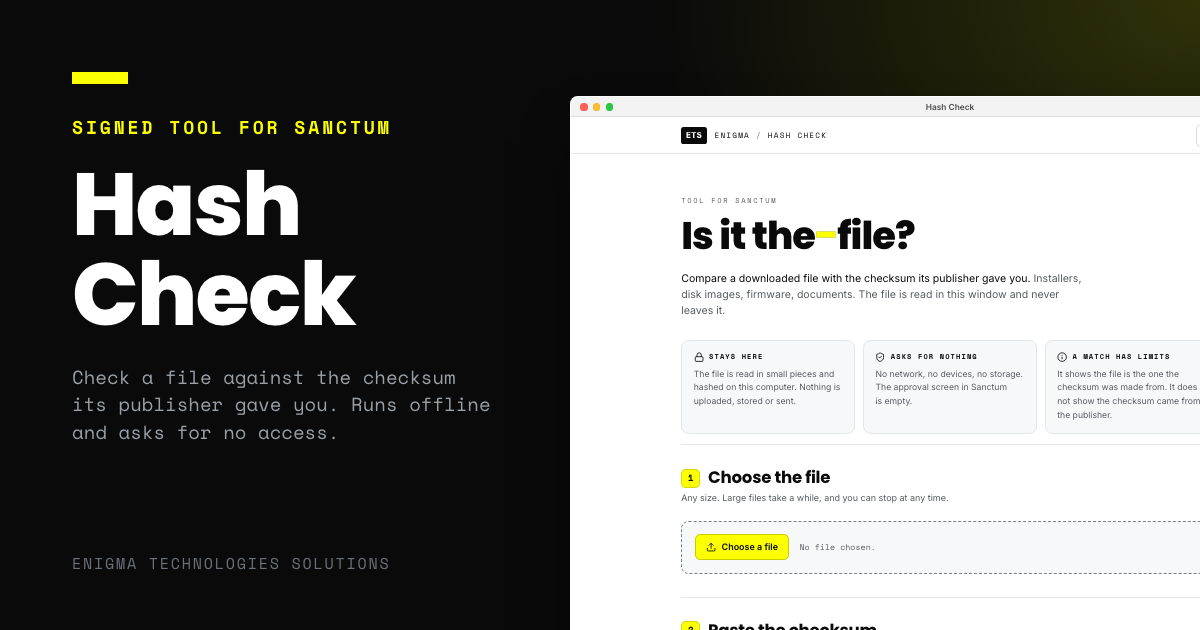 SIGNED TOOL FOR SANCTUM
Hash
Check
Check a file against the checksum
its publisher gave you. Runs offline
and asks for no access.
ENIGMA TECHNOLOGIES SOLUTIONS
Hash Check
ETS ENIGMA / HASH CHECK
TOOL FOR SANCTUM
Is it the file?
Compare a downloaded file with the checksum its publisher gave you. Installers,
disk images, firmware, documents. The file is read in this window and never
leaves it.
STAYS HERE
The file is read in small pieces and
hashed on this computer. Nothing is
uploaded, stored or sent.
ASKS FOR NOTHING
No network, no devices, no storage.
The approval screen in Sanctum
is empty.
A MATCH HAS LIMITS
It shows the file is the one the
checksum was made from. It does
not show the checksum came from
the publisher.
1 Choose the file
Any size. Large files take a while, and you can stop at any time.
Choose a file No file chosen.
2 Paste the checksum